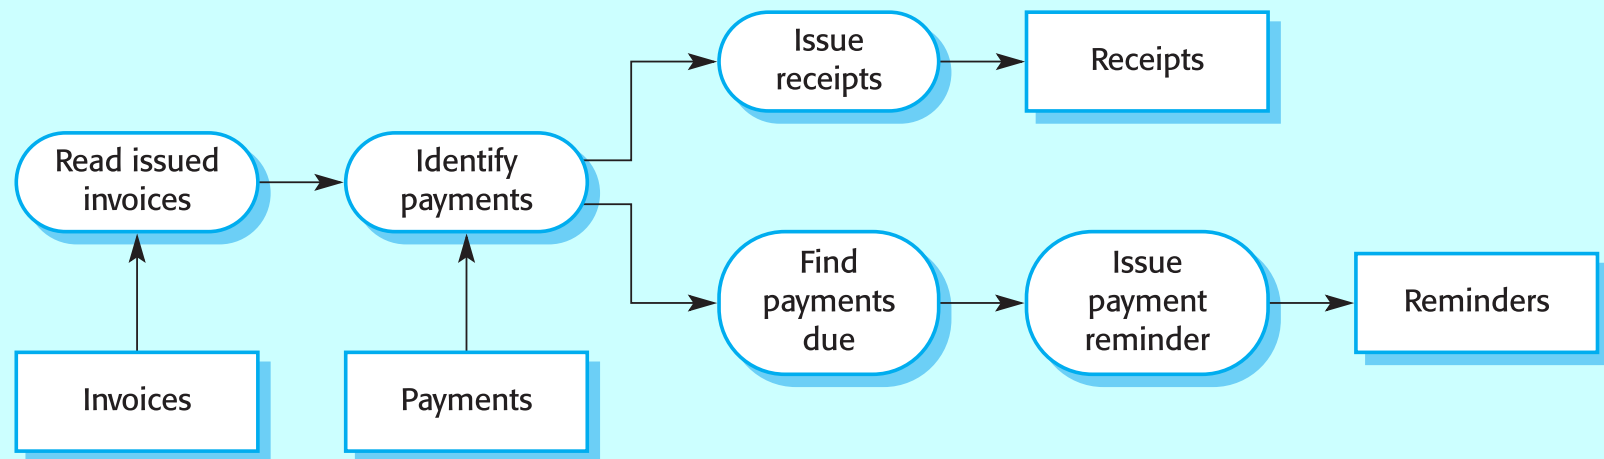 Issue
receipts
Receipts
Read issued
invoices
Identify
payments
Find
payments
due
Issue
payment
reminder
Reminders
Invoices
Payments